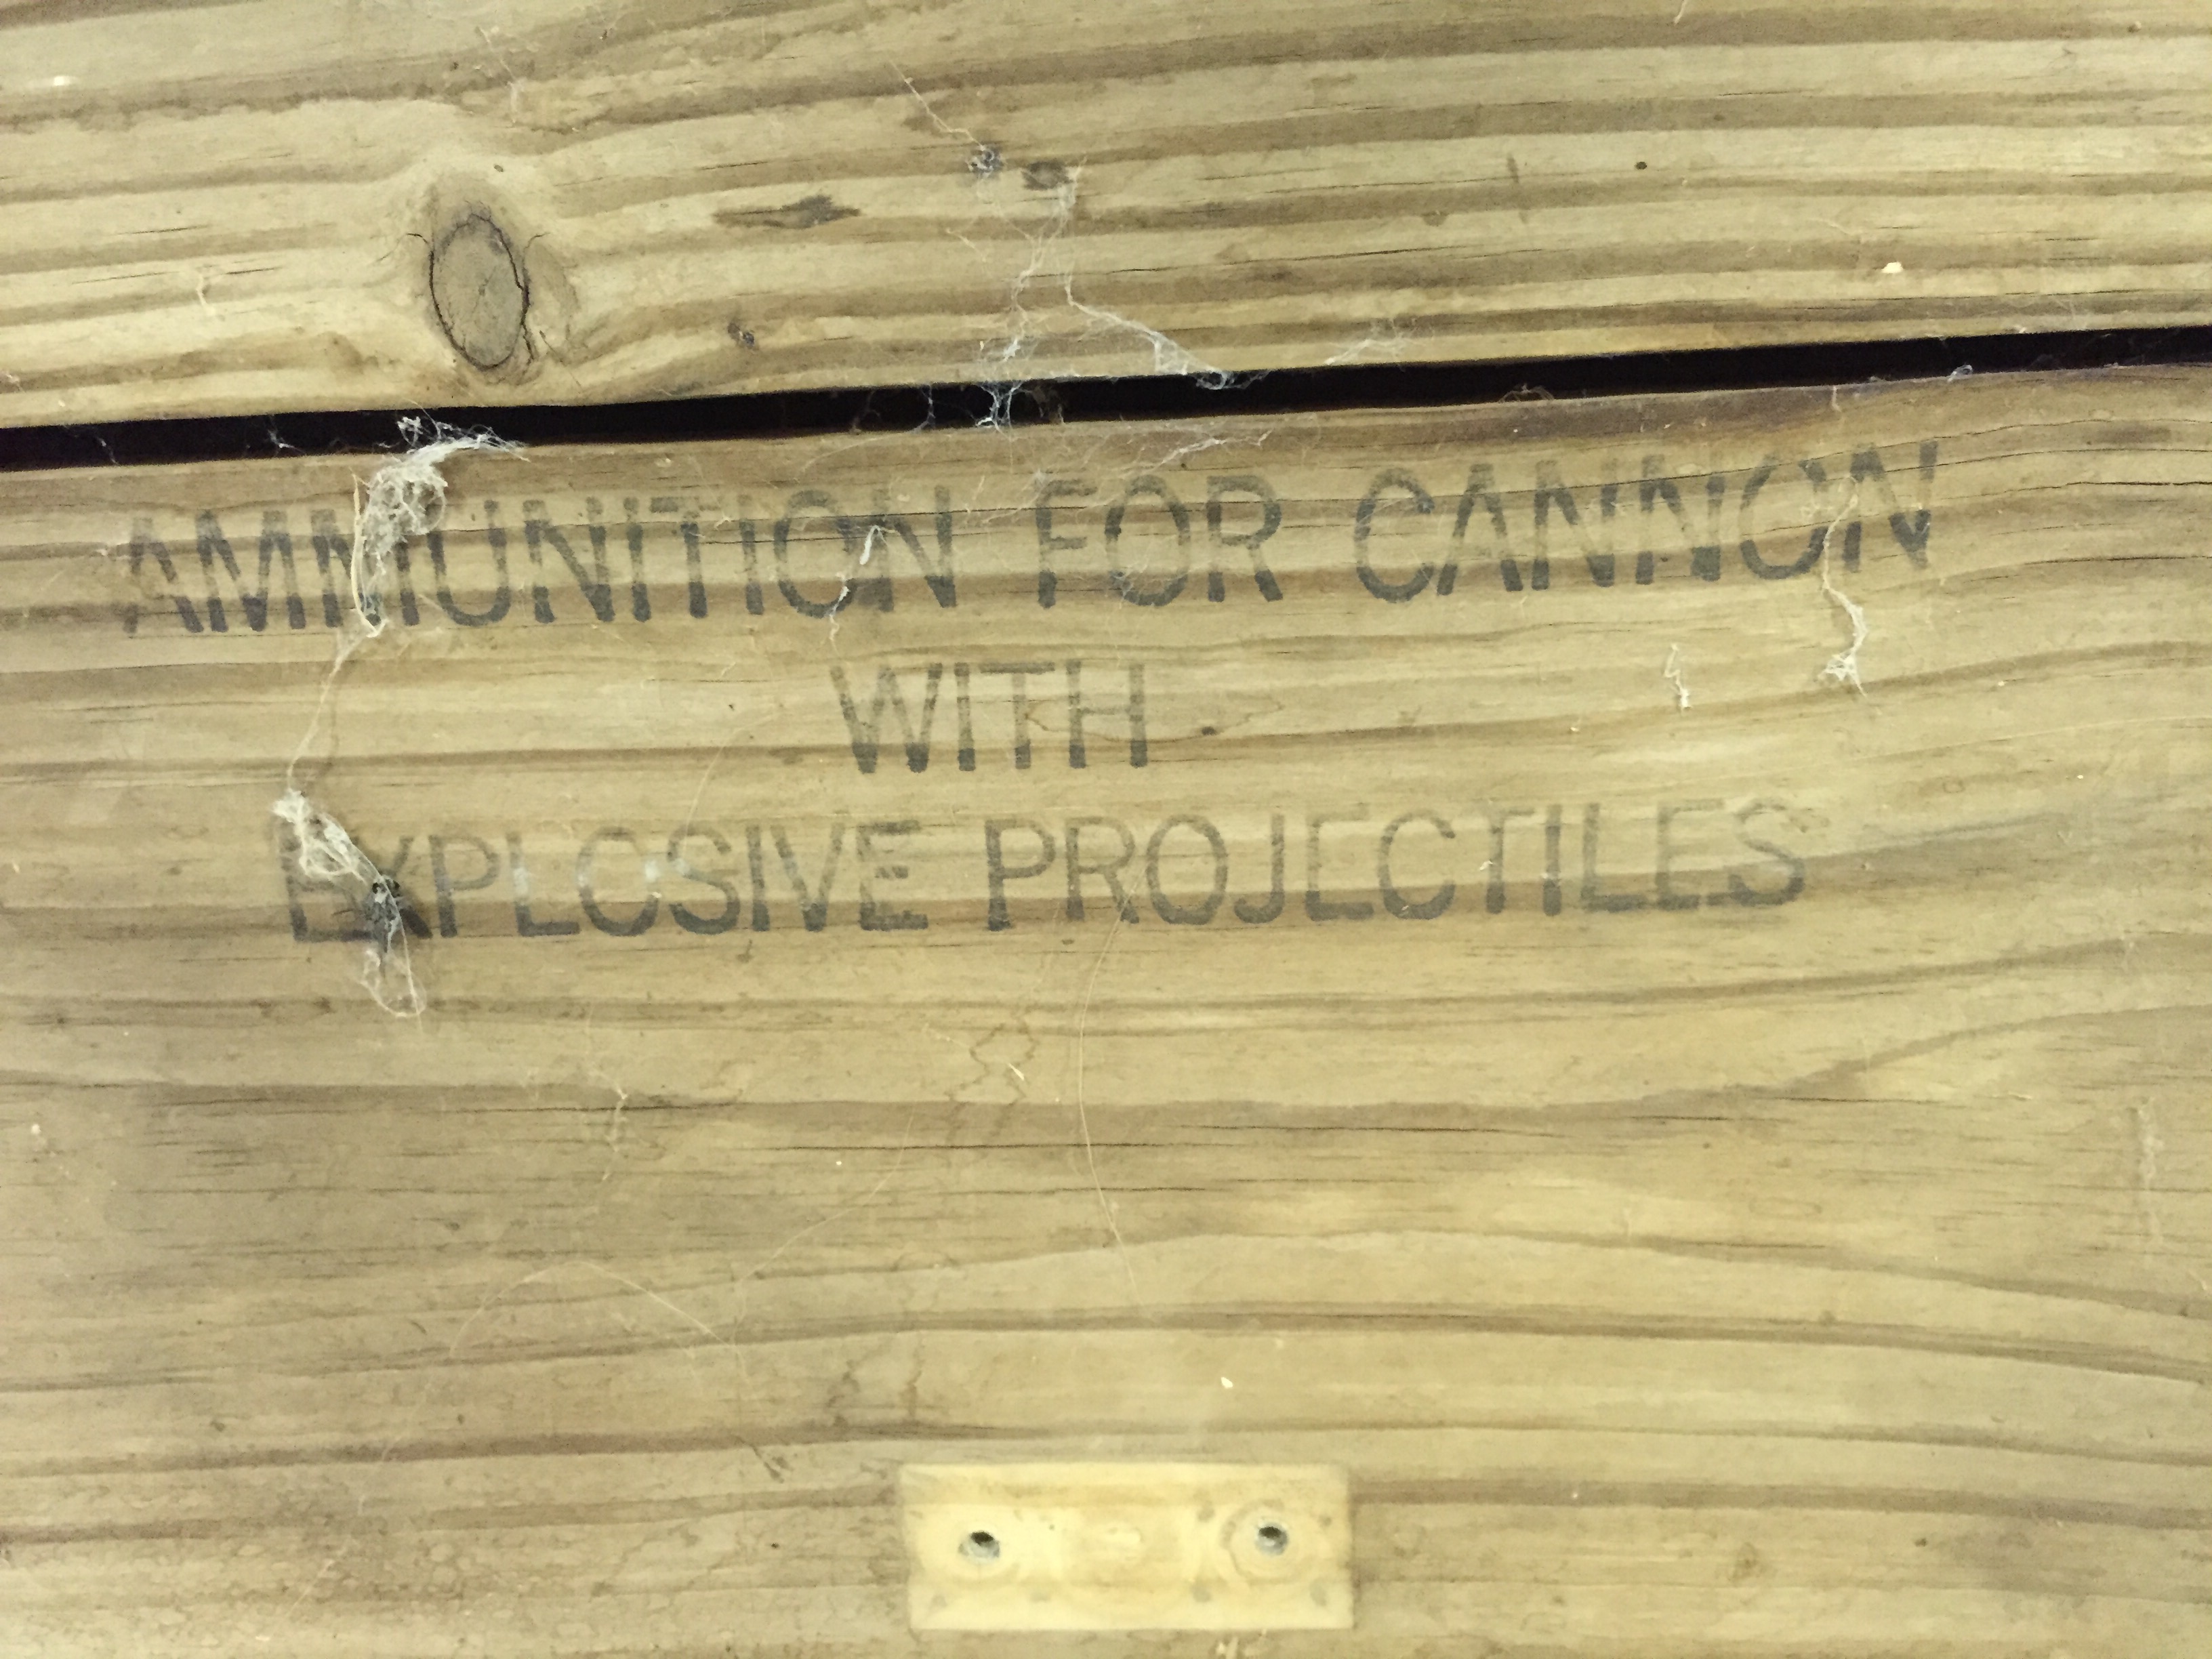 AMMUNITION FOR CANNON
WITH
EXPLOSIVE PROJECTILES